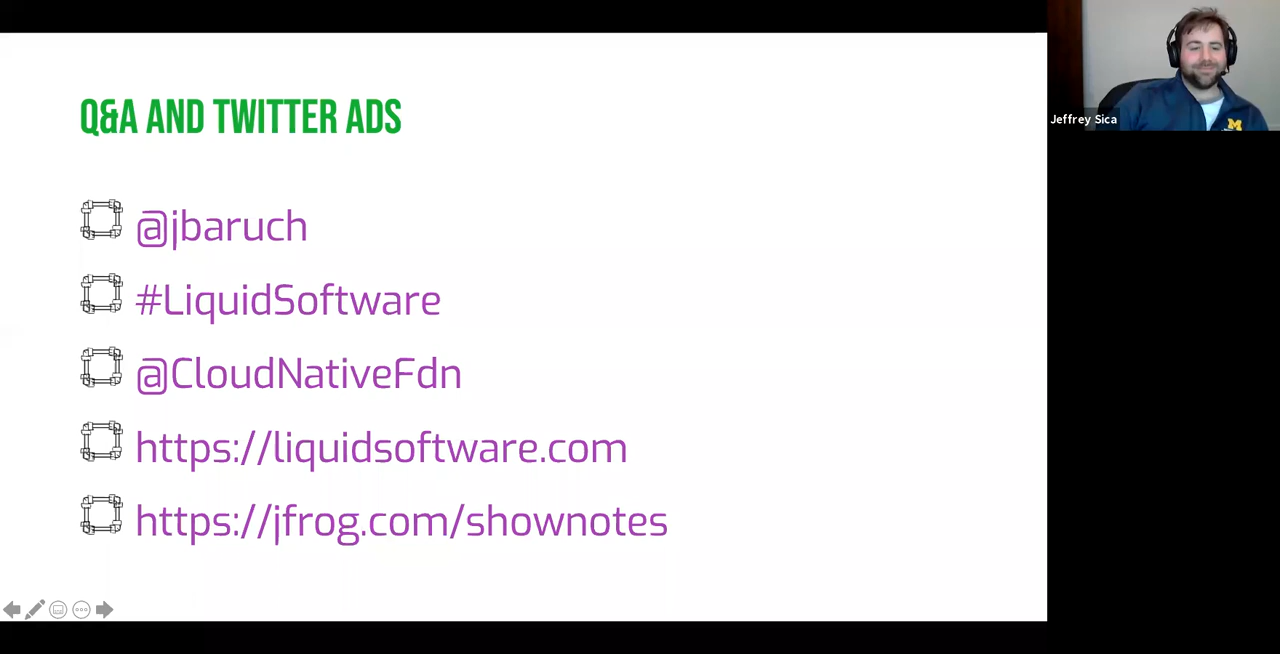 Q&A AND TWITTER ADS
@jbaruch
#LiquidSoftware
@CloudNativeFdn
https://liquidsoftware.com
https://jfrog.com/shownotes
Jeffrey Sica
M